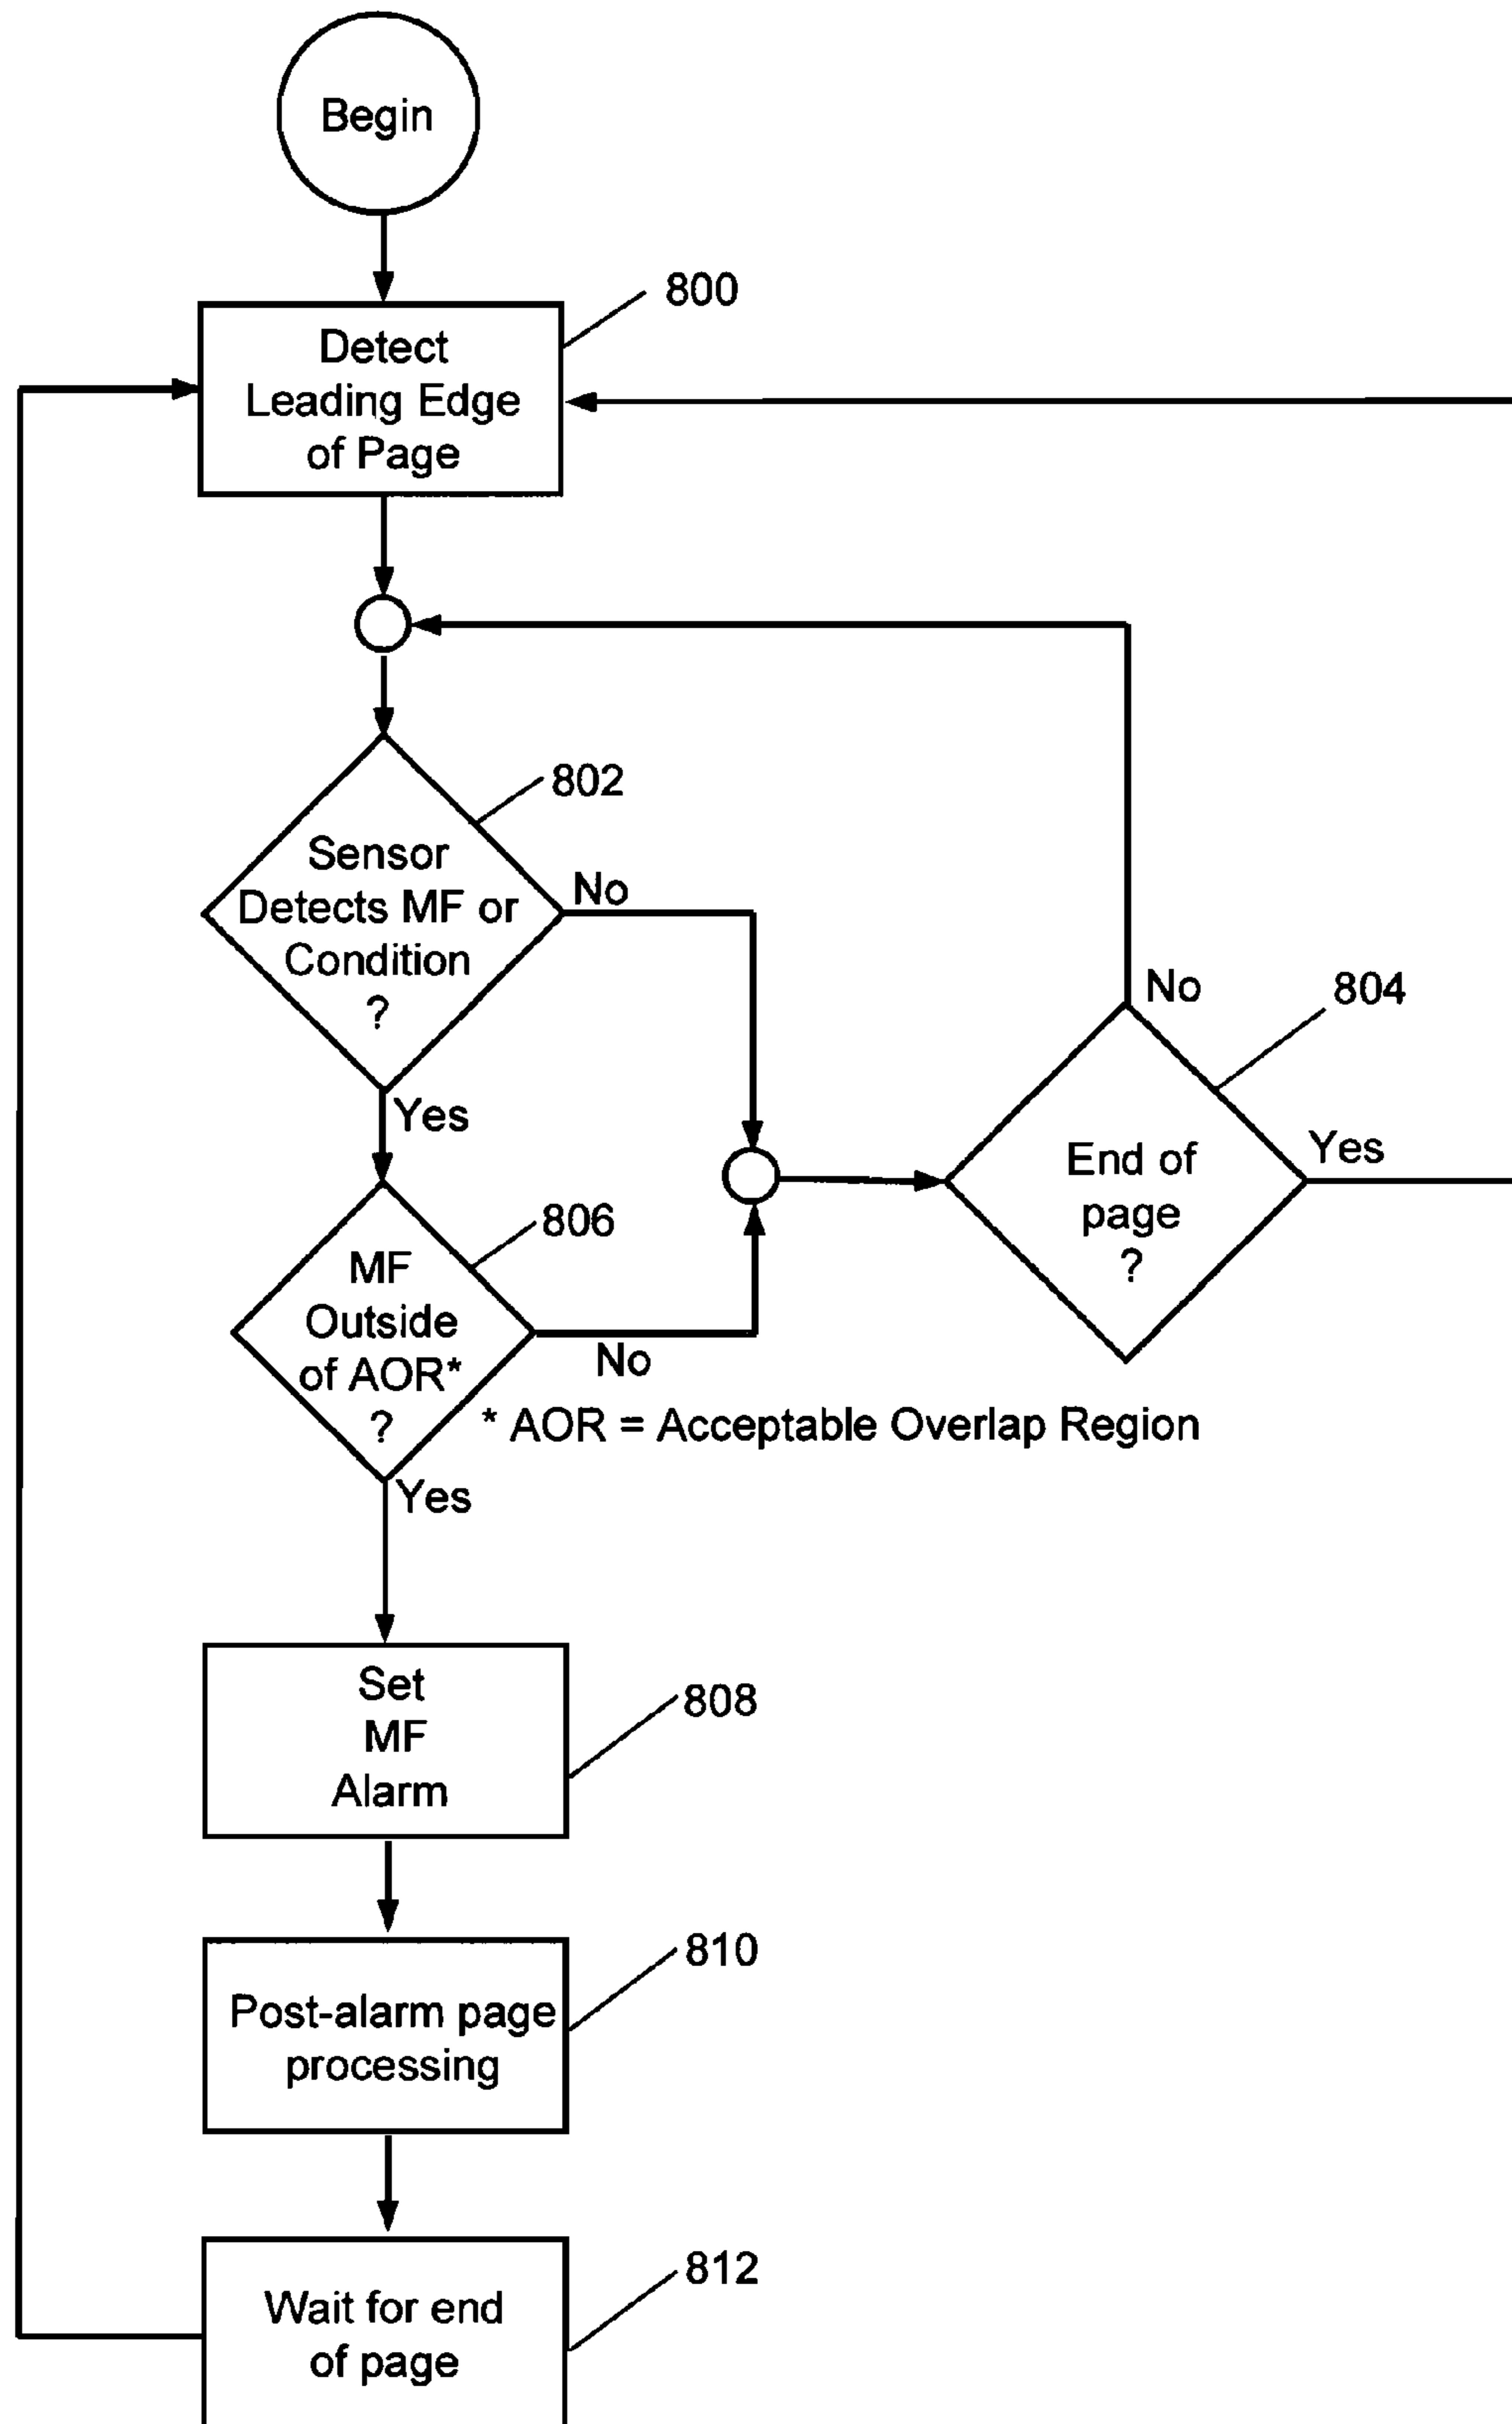 Begin
800
Detect
Leading Edge
of Page
802
Sensor
Detects MF or
Condition
?
No
Yes
804
No
End of
page
?
Yes
806
MF
Outside
of AOR*
?
No
* AOR = Acceptable Overlap Region
Yes
808
Set
MF
Alarm
810
Post-alarm page
processing
812
Wait for end
of page